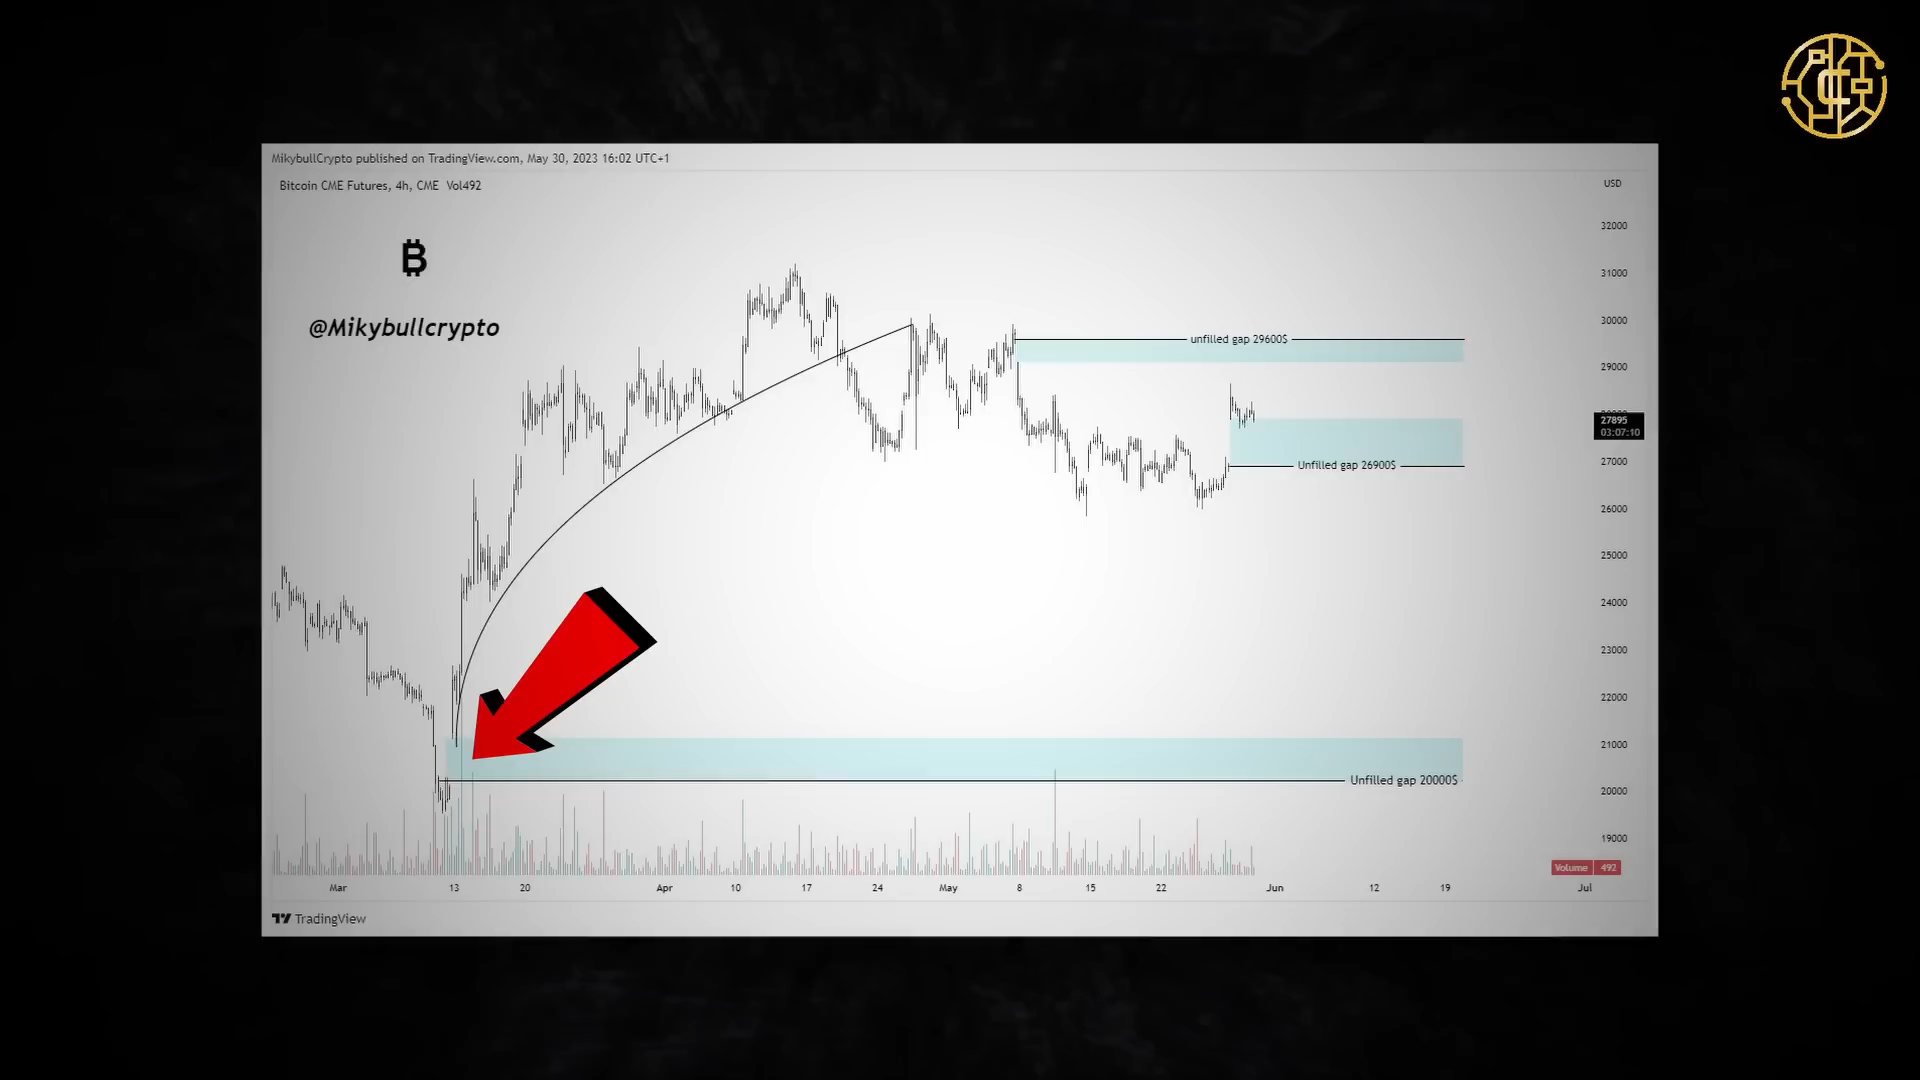 MikybullCrypto published on TradingView.com, May 30, 2023 16:02 UTC+1
Bitcoin CME Futures, 4h, CME Vol492
USD
@Mikybullcrypto
32000
31000
30000
unfilled gap 29600$
29000
27895
03:07:10
27000
Unfilled gap 26900$
26000
25000
24000
23000
22000
21000
Unfilled gap 20000$
20000
19000
Volume 492
Mar 13 20 Apr 10 17 24 May 8 15 22 Jun 12 19 Jul
TradingView